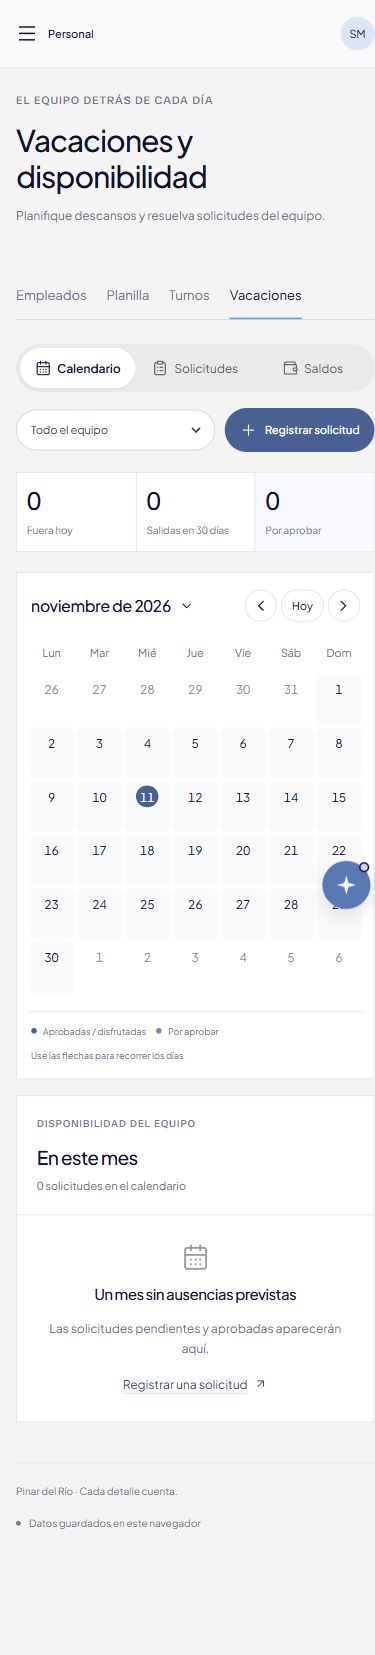 Personal
SM
EL EQUIPO DETRÁS DE CADA DÍA
Vacaciones y
disponibilidad
Planifique descansos y resuelva solicitudes del equipo.
Empleados Planilla Turnos Vacaciones
Calendario Solicitudes Saldos
Todo el equipo Registrar solicitud
0 0 0
Fuera hoy Salidas en 30 días Por aprobar
noviembre de 2026 Hoy
Lun Mar Mié Jue Vie Sáb Dom
26 27 28 29 30 31 1
2 3 4 5 6 7 8
9 10 11 12 13 14 15
16 17 18 19 20 21 22
23 24 25 26 27 28
30 1 2 3 4 5 6
Aprobadas / disfrutadas Por aprobar
Use las flechas para recorrer los días
DISPONIBILIDAD DEL EQUIPO
En este mes
0 solicitudes en el calendario
Un mes sin ausencias previstas
Las solicitudes pendientes y aprobadas aparecerán
aquí.
Registrar una solicitud
Pinar del Río · Cada detalle cuenta.
Datos guardados en este navegador